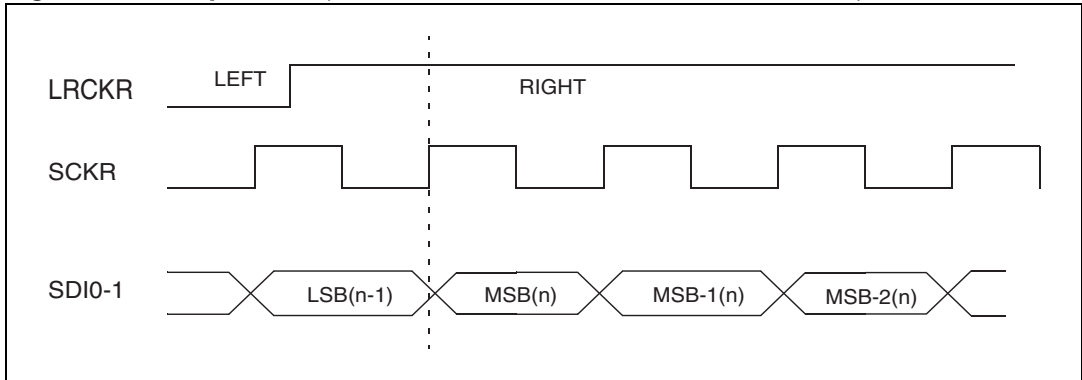 LRCKR LEFT RIGHT
SCKR
SDI0-1 LSB(n-1) MSB(n) MSB-1(n) MSB-2(n)